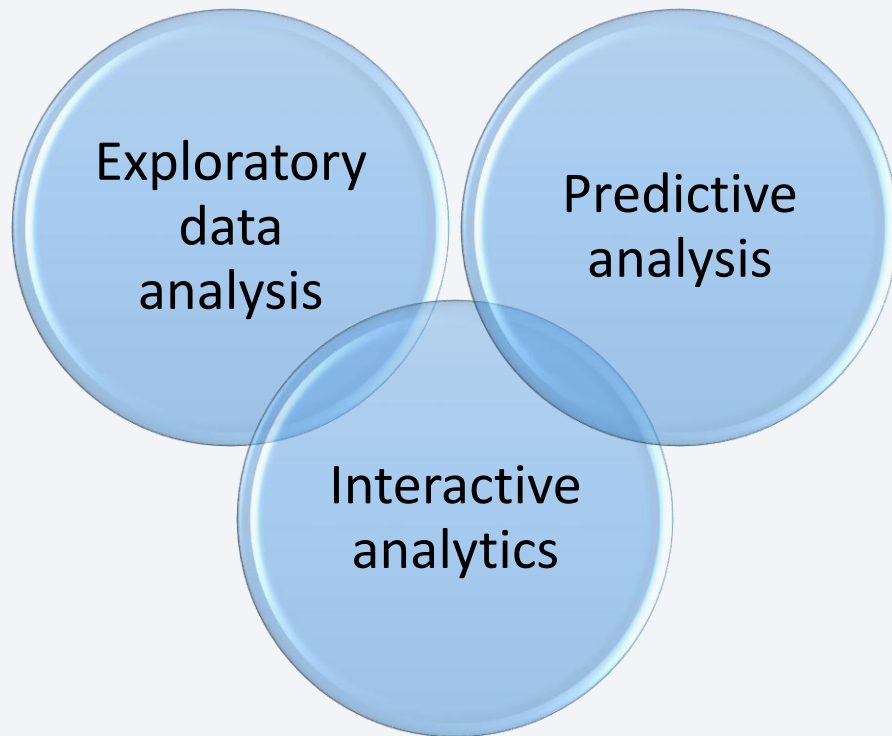 Exploratory
data
analysis
Predictive
analysis
Interactive
analytics